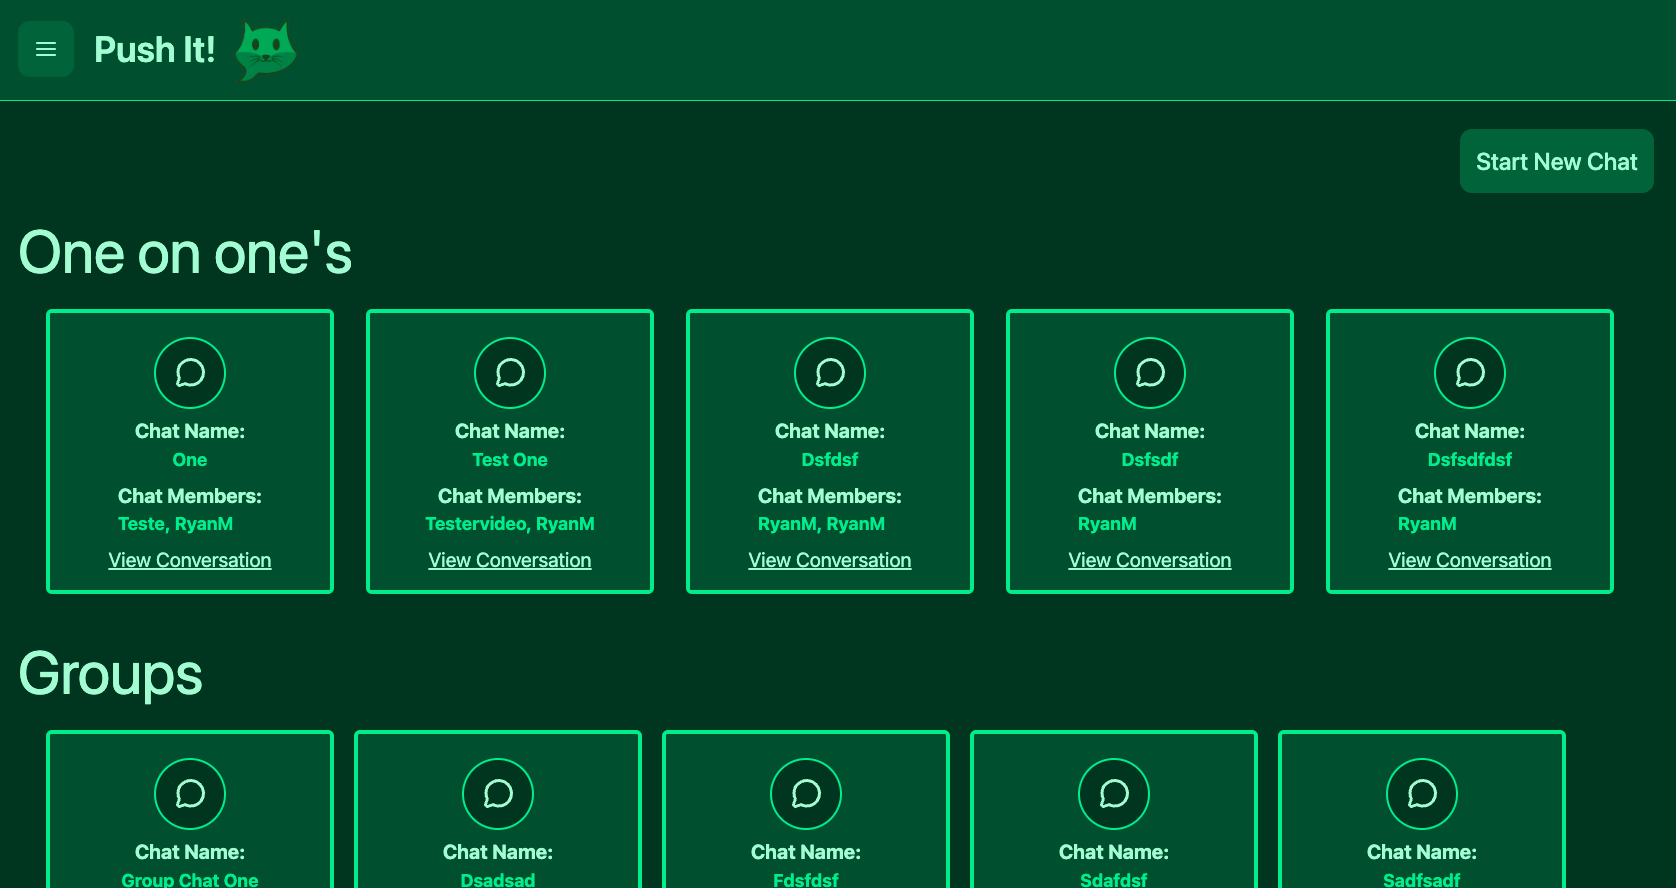 Push It!
Start New Chat
One on one's
Chat Name:
One
Chat Members:
Teste, RyanM
View Conversation
Chat Name:
Test One
Chat Members:
Testervideo, RyanM
View Conversation
Chat Name:
Dsfdsf
Chat Members:
RyanM, RyanM
View Conversation
Chat Name:
Dsfsdf
Chat Members:
RyanM
View Conversation
Chat Name:
Dsfsdfdsf
Chat Members:
RyanM
View Conversation
Groups
Chat Name:
Group Chat One
Chat Name:
Dsadsad
Chat Name:
Fdsfdsf
Chat Name:
Sdafdsf
Chat Name:
Sadfsadf